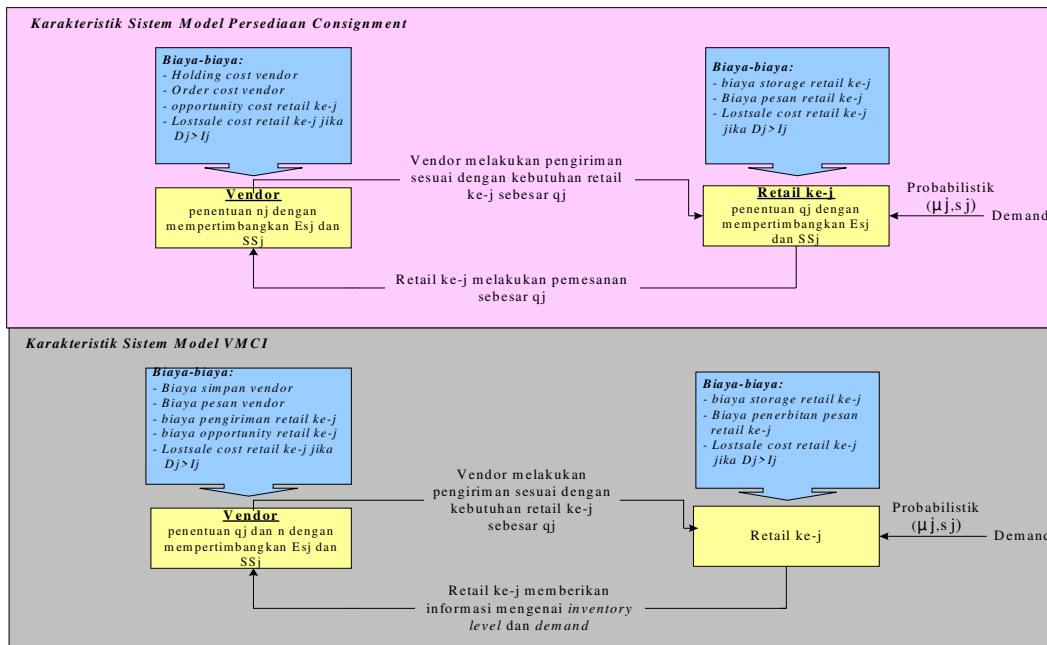 Karakteristik Sistem Model Persediaan Consignment
Biaya-biaya:
- Holding cost vendor
- Order cost vendor
- opportunity cost retail ke-j
- Lostsale cost retail ke-j jika
Dj>Ij
Biaya-biaya:
- biaya storage retail ke-j
- Biaya pesan retail ke-j
- Lostsale cost retail ke-j
jika Dj>Ij
Vendor melakukan pengiriman
sesuai dengan kebutuhan retail
ke-j sebesar qj
Vendor
penentuan nj dengan
mempertimbangkan Esj dan
SSj
Retail ke-j
penentuan qj dengan
mempertimbangkan Esj
dan SSj
Probabilistik
(µj,sj)
Demand
Retail ke-j melakukan pemesanan
sebesar qj
Karakteristik Sistem Model VMCI
Biaya-biaya:
- Biaya simpan vendor
- Biaya pesan vendor
- biaya pengiriman retail ke-j
- biaya opportunity retail ke-j
- Lostsale cost retail ke-j jika
Dj>Ij
Biaya-biaya:
- biaya storage retail ke-j
- Biaya penerbitan pesan
retail ke-j
- Lostsale cost retail ke-j
jika Dj>Ij
Vendor melakukan
pengiriman sesuai dengan
kebutuhan retail ke-j
sebesar qj
Vendor
penentuan qj dan n dengan
mempertimbangkan Esj dan
SSj
Retail ke-j
Probabilistik
(µj,sj)
Demand
Retail ke-j memberikan
informasi mengenai inventory
level dan demand